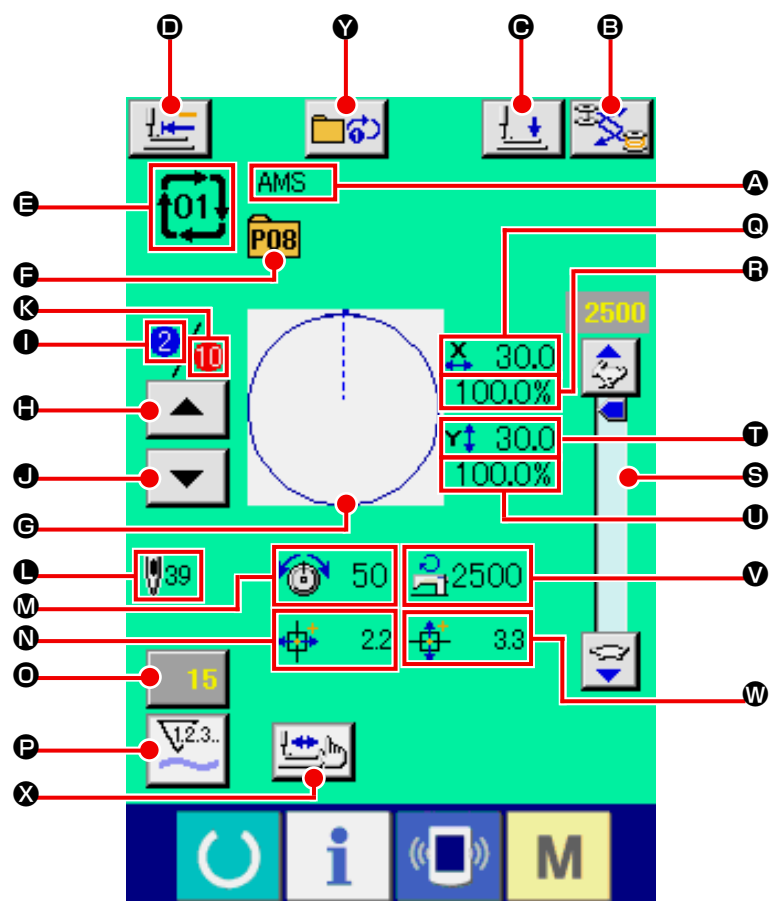 D Y C B
E AMS A
01
F P08 Q
K R
I 2 / 10 2500
X 30.0
100.0%
H
Y 30.0 T
J 100.0% S
G U
L 39 50 2500 V
M
N 2.2 3.3
O 15 W
P 1.2.3..
X
i M